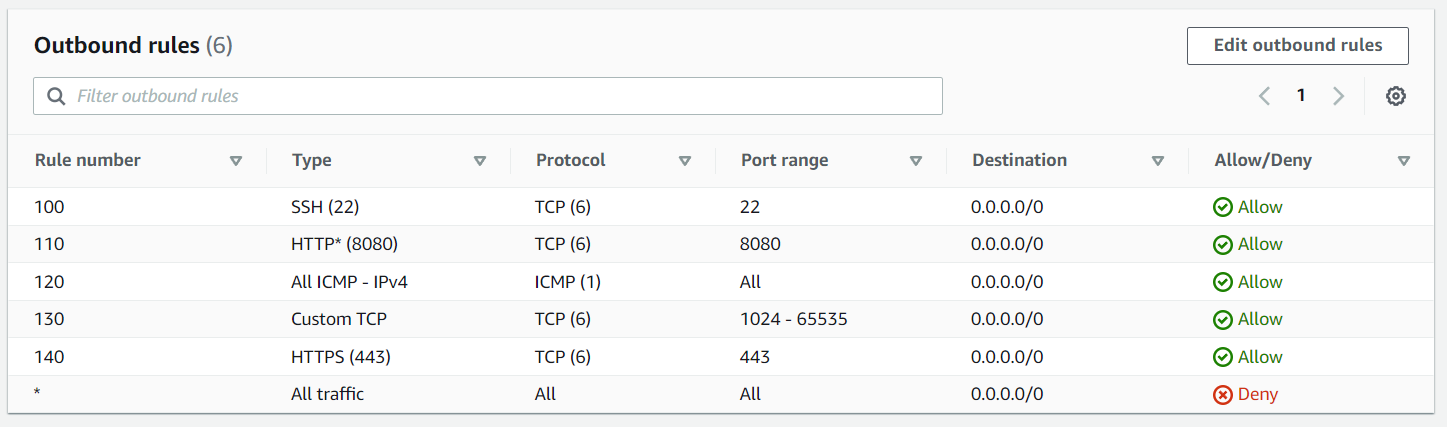 Outbound rules (6)
Edit outbound rules
Filter outbound rules
1
Rule number Type Protocol Port range Destination Allow/Deny
100 SSH (22) TCP (6) 22 0.0.0.0/0 Allow
110 HTTP* (8080) TCP (6) 8080 0.0.0.0/0 Allow
120 All ICMP - IPv4 ICMP (1) All 0.0.0.0/0 Allow
130 Custom TCP TCP (6) 1024 - 65535 0.0.0.0/0 Allow
140 HTTPS (443) TCP (6) 443 0.0.0.0/0 Allow
* All traffic All All 0.0.0.0/0 Deny